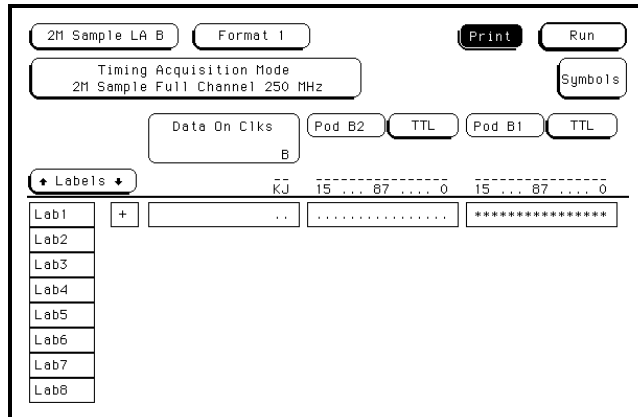 2M Sample LA B Format 1 Print Run
Timing Acquisition Mode
2M Sample Full Channel 250 MHz
Symbols
Data On Clks Pod B2 TTL Pod B1 TTL
B
Labels
KJ 15 ... 87 .... 0 15 ... 87 .... 0
Lab1 + .. ................ ****************
Lab2
Lab3
Lab4
Lab5
Lab6
Lab7
Lab8